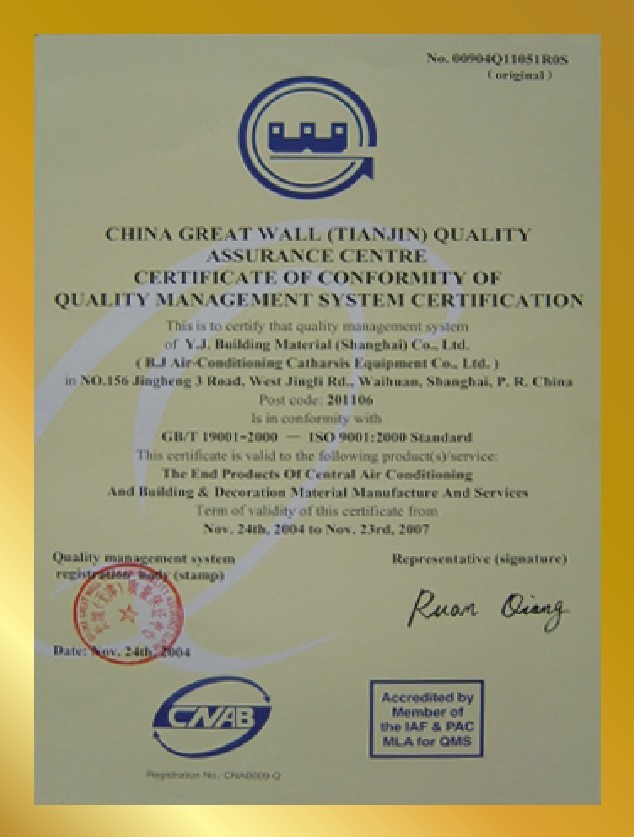 No. 00904Q11051R0S
(original)
CHINA GREAT WALL (TIANJIN) QUALITY
ASSURANCE CENTRE
CERTIFICATE OF CONFORMITY OF
QUALITY MANAGEMENT SYSTEM CERTIFICATION
This is to certify that quality management system
of Y.J. Building Material (Shanghai) Co., Ltd.
( B.J Air-Conditioning Catharsis Equipment Co., Ltd. )
in NO.156 Jingheng 3 Road, West Jingli Rd., Waihuan, Shanghai, P. R. China
Post code: 201106
Is in conformity with
GB/T 19001-2000 — ISO 9001:2000 Standard
This certificate is valid to the following product(s)/service:
The End Products Of Central Air Conditioning
And Building & Decoration Material Manufacture And Services
Term of validity of this certificate from
Nov. 24th, 2004 to Nov. 23rd, 2007
Quality management system
registration body (stamp)
Representative (signature)
Ruan Qiang
Date: Nov. 24th, 2004
CNAB
Registration No.: CNAB009-Q
Accredited by
Member of
the IAF & PAC
MLA for QMS